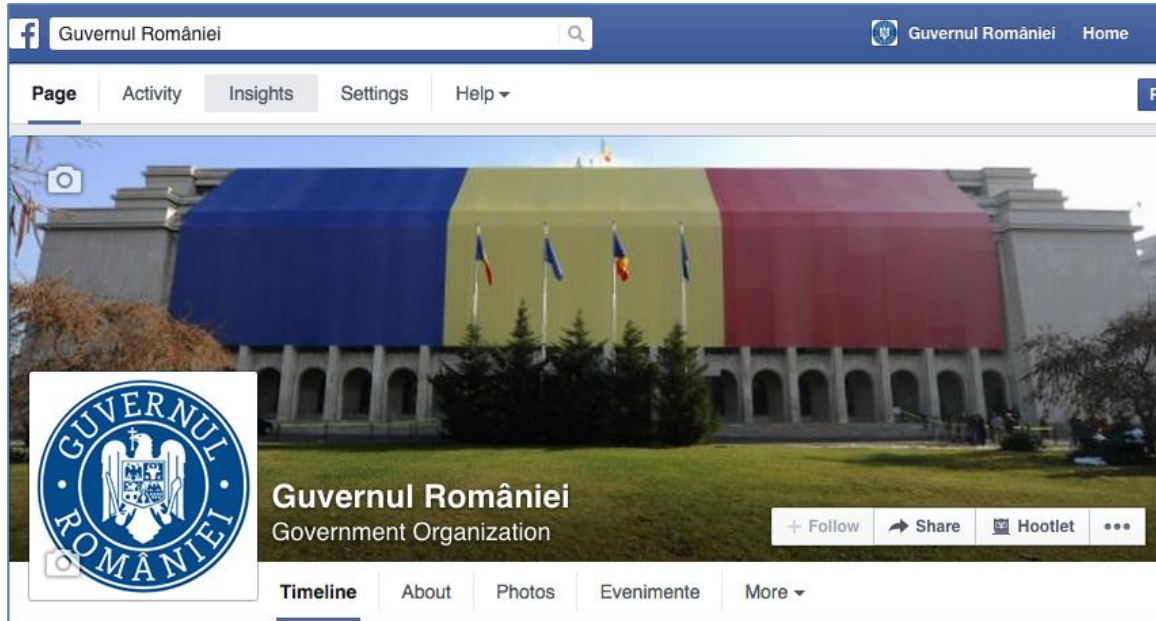 Guvernul României
Guvernul României Home
Page Activity Insights Settings Help
Guvernul României
Government Organization
+ Follow Share Hootlet
GUVERNUL ROMÂNIEI
Timeline About Photos Evenimente More